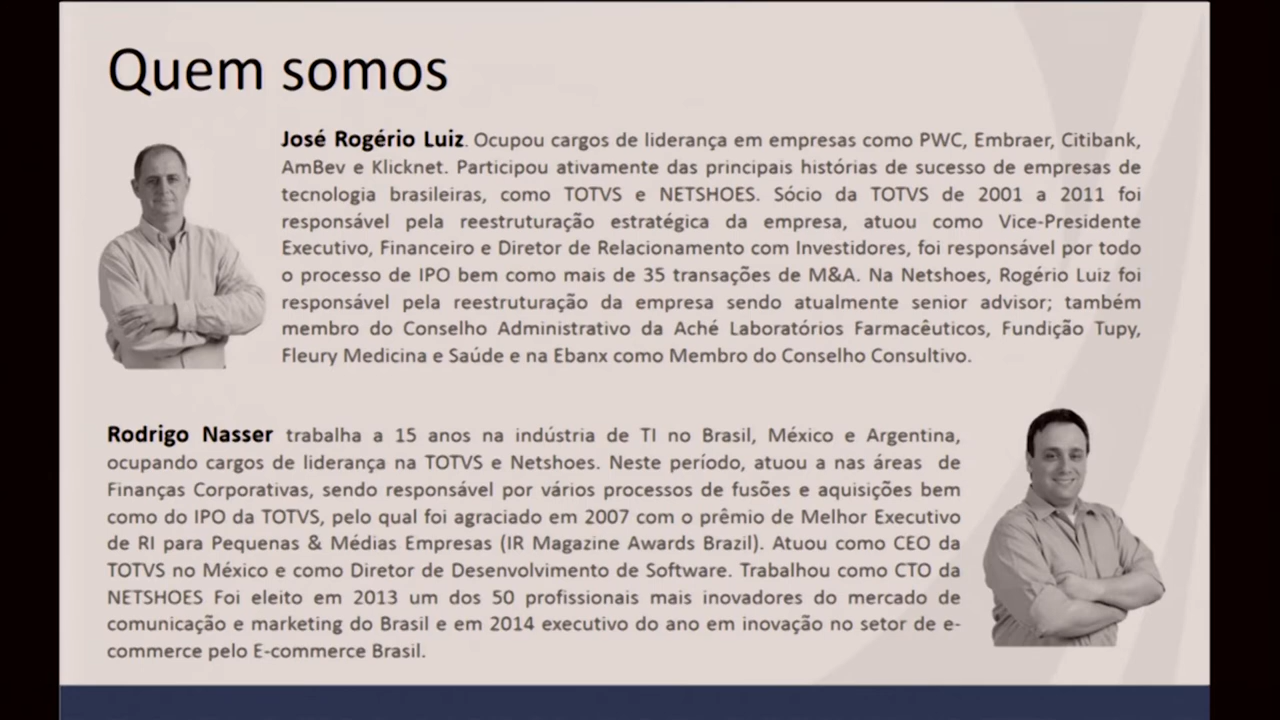 Quem somos
José Rogério Luiz. Ocupou cargos de liderança em empresas como PWC, Embraer, Citibank,
AmBev e Klicknet. Participou ativamente das principais histórias de sucesso de empresas de
tecnologia brasileiras, como TOTVS e NETSHOES. Sócio da TOTVS de 2001 a 2011 foi
responsável pela reestruturação estratégica da empresa, atuou como Vice-Presidente
Executivo, Financeiro e Diretor de Relacionamento com Investidores, foi responsável por todo
o processo de IPO bem como mais de 35 transações de M&A. Na Netshoes, Rogério Luiz foi
responsável pela reestruturação da empresa sendo atualmente senior advisor; também
membro do Conselho Administrativo da Aché Laboratórios Farmacêuticos, Fundição Tupy,
Fleury Medicina e Saúde e na Ebanx como Membro do Conselho Consultivo.
Rodrigo Nasser trabalha a 15 anos na indústria de TI no Brasil, México e Argentina,
ocupando cargos de liderança na TOTVS e Netshoes. Neste período, atuou a nas áreas de
Finanças Corporativas, sendo responsável por vários processos de fusões e aquisições bem
como do IPO da TOTVS, pelo qual foi agraciado em 2007 com o prêmio de Melhor Executivo
de RI para Pequenas & Médias Empresas (IR Magazine Awards Brazil). Atuou como CEO da
TOTVS no México e como Diretor de Desenvolvimento de Software. Trabalhou como CTO da
NETSHOES Foi eleito em 2013 um dos 50 profissionais mais inovadores do mercado de
comunicação e marketing do Brasil e em 2014 executivo do ano em inovação no setor de e-
commerce pelo E-commerce Brasil.